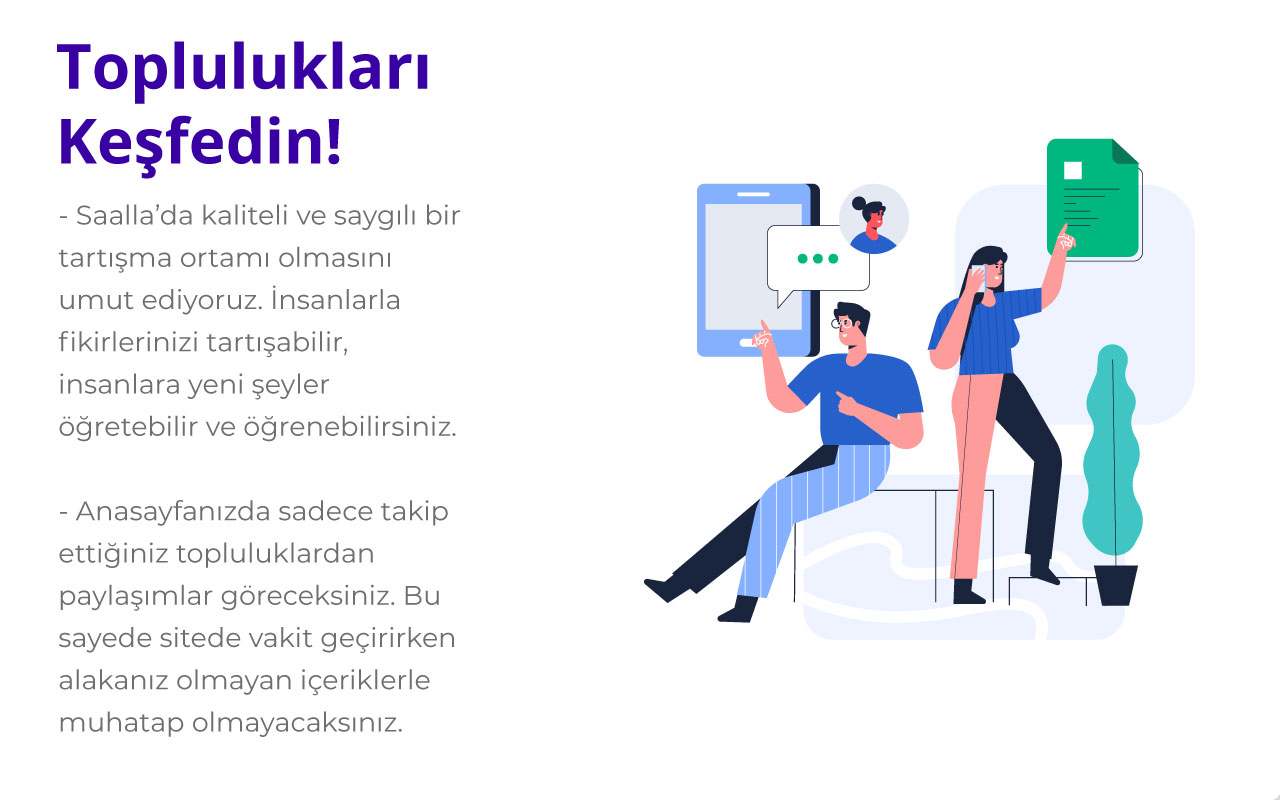 Toplulukları
Keşfedin!
- Saalla’da kaliteli ve saygılı bir
tartışma ortamı olmasını
umut ediyoruz. İnsanlarla
fikirlerinizi tartışabilir,
insanlara yeni şeyler
öğretebilir ve öğrenebilirsiniz.
- Anasayfanızda sadece takip
ettiğiniz topluluklardan
paylaşımlar göreceksiniz. Bu
sayede sitede vakit geçirirken
alakanız olmayan içeriklerle
muhatap olmayacaksınız.